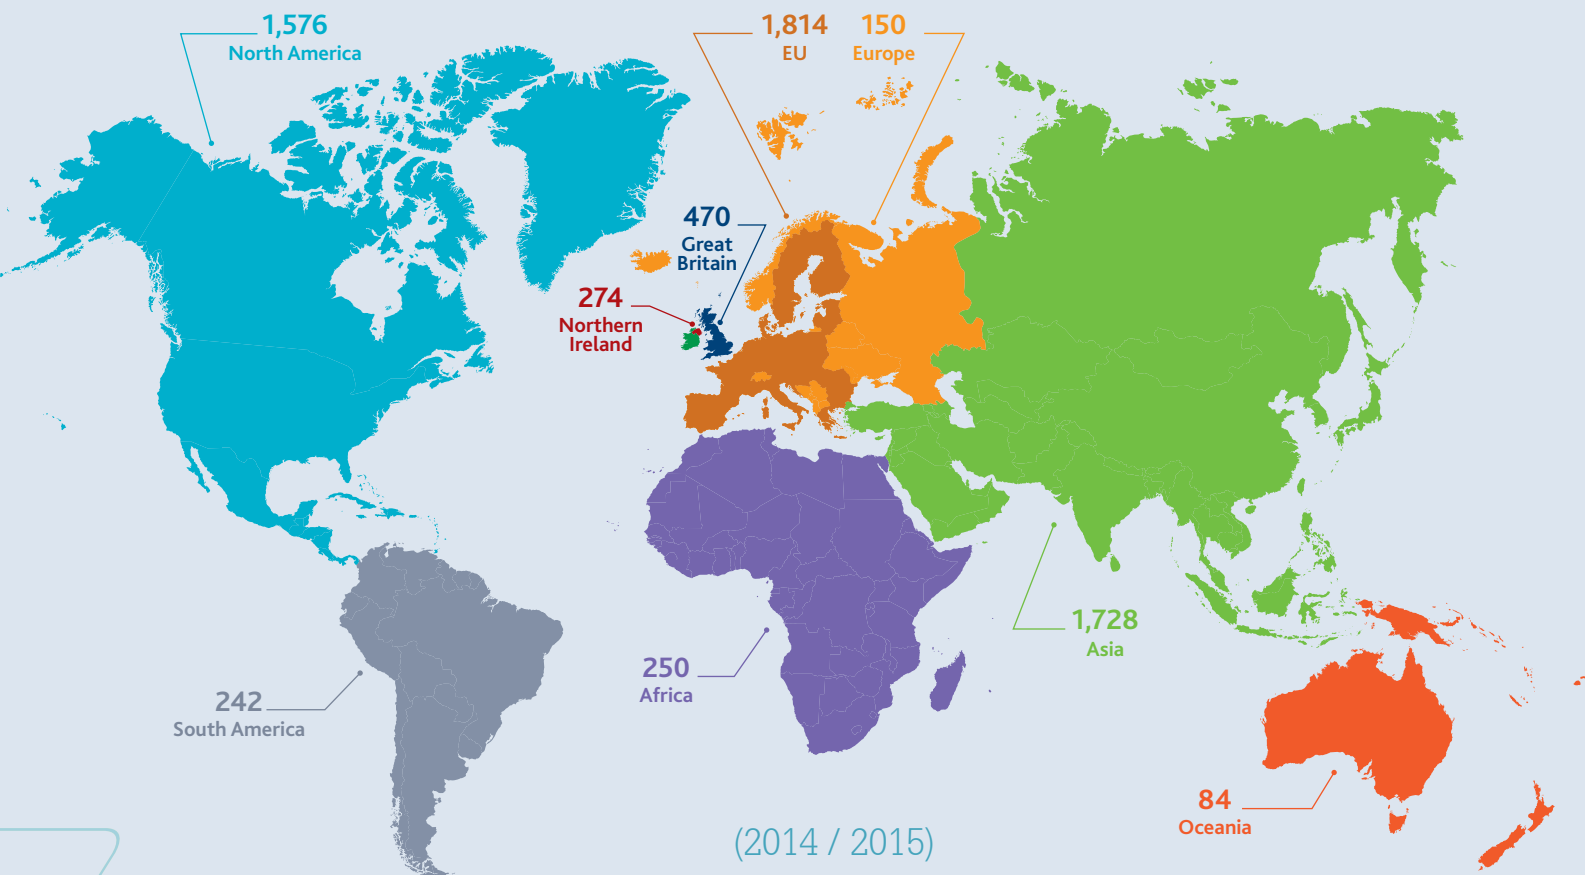 1,576
North America
1,814
EU
150
Europe
470
Great
Britain
274
Northern
Ireland
1,728
Asia
250
Africa
242
South America
84
Oceania
(2014 / 2015)